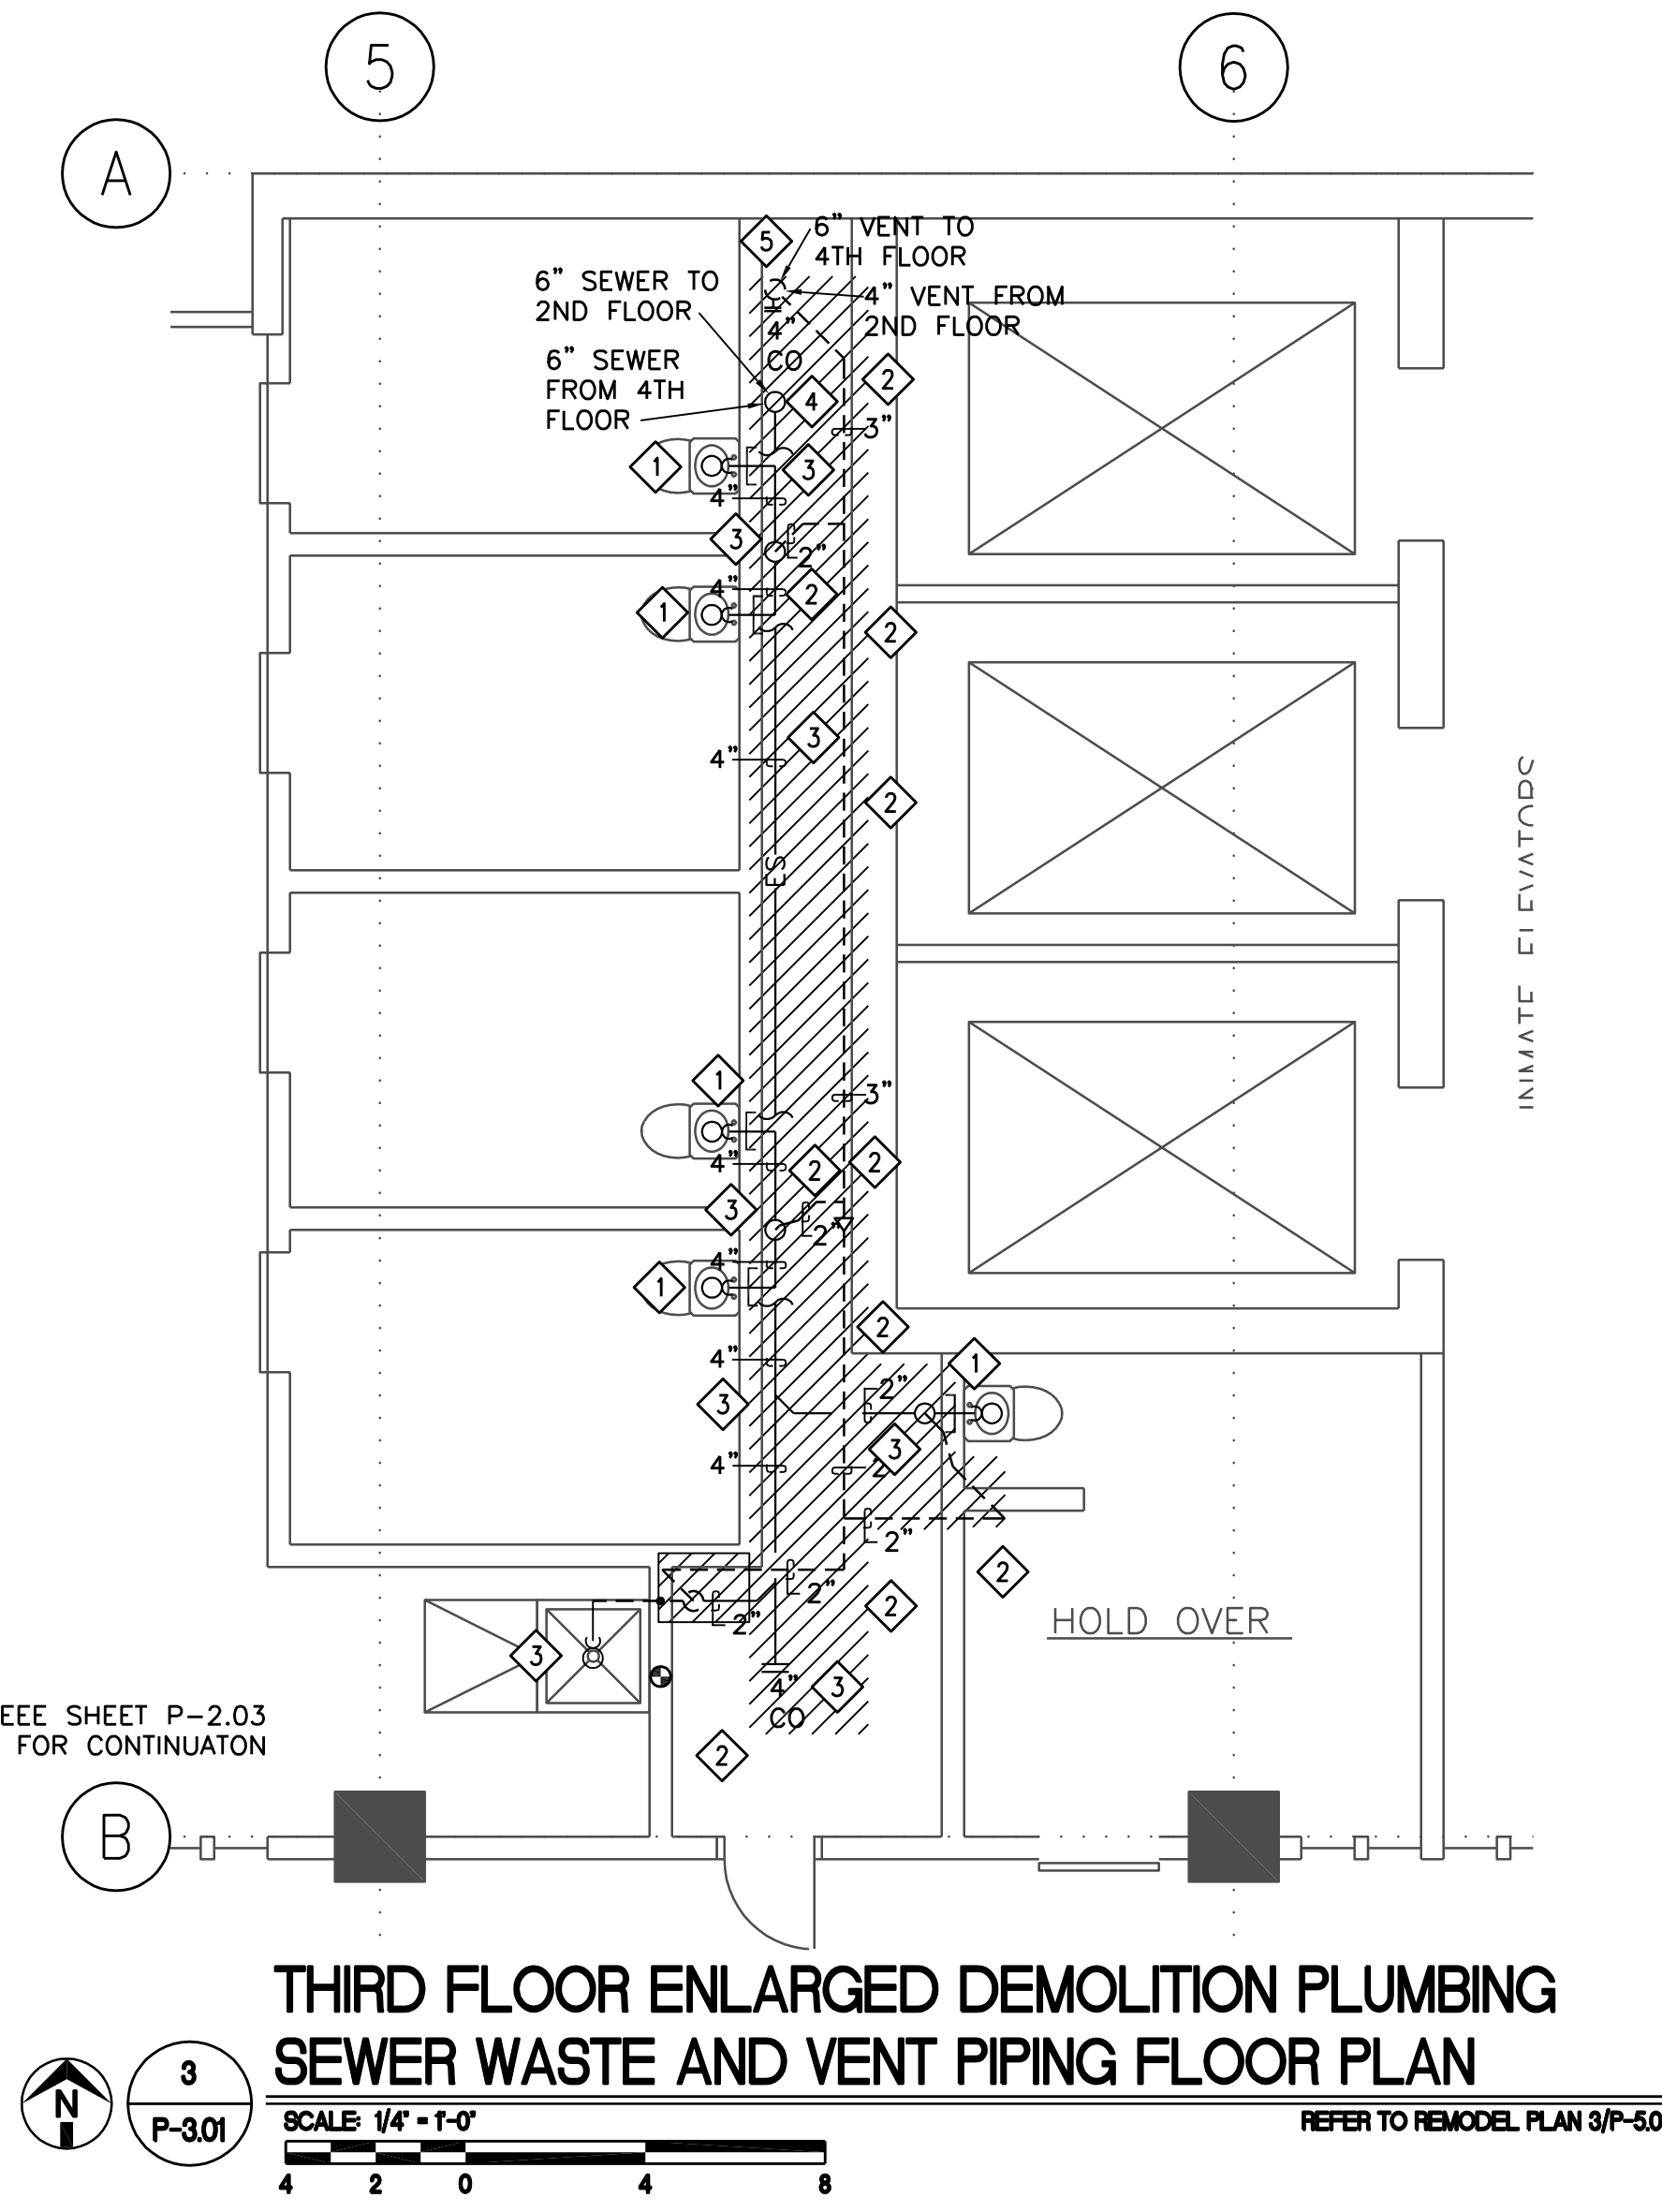 5
6
A
5
6" VENT TO
4TH FLOOR
6" SEWER TO
2ND FLOOR
4" VENT FROM
2ND FLOOR
4"
CO
6" SEWER
FROM 4TH
FLOOR
2
4
3"
1
3
4"
3
2"
4"
2
1
2
3
4"
2
ES
INMATE ELEVATORS
1
3"
4"
2
2
3
2"
4"
1
2
4"
1
2"
3
3
4"
2"
2
2"
2"
2
2"
HOLD OVER
3
4"
3
CO
EEE SHEET P-2.03
FOR CONTINUATON
2
B
THIRD FLOOR ENLARGED DEMOLITION PLUMBING
SEWER WASTE AND VENT PIPING FLOOR PLAN
N
3
P-3.01
SCALE: 1/4" = 1'-0"
REFER TO REMODEL PLAN 3/P-5.0
4 2 0 4 8